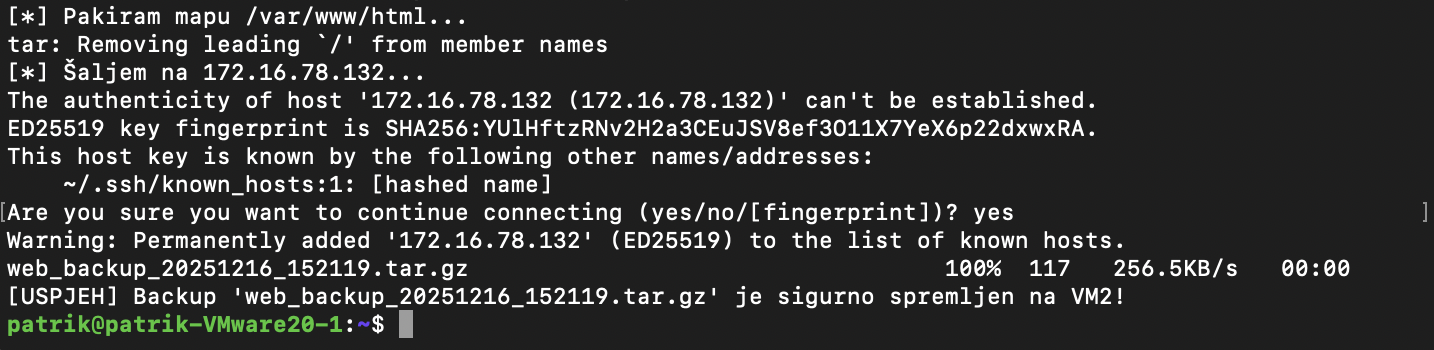 [*] Pakiram mapu /var/www/html...
tar: Removing leading `/' from member names
[*] Šaljem na 172.16.78.132...
The authenticity of host '172.16.78.132 (172.16.78.132)' can't be established.
ED25519 key fingerprint is SHA256:YUlHftzRNv2H2a3CEuJSV8ef3O11X7YeX6p22dxwxRA.
This host key is known by the following other names/addresses:
    ~/.ssh/known_hosts:1: [hashed name]
[Are you sure you want to continue connecting (yes/no/[fingerprint])? yes ]
Warning: Permanently added '172.16.78.132' (ED25519) to the list of known hosts.
web_backup_20251216_152119.tar.gz 100% 117 256.5KB/s 00:00
[USPJEH] Backup 'web_backup_20251216_152119.tar.gz' je sigurno spremljen na VM2!
patrik@patrik-VMware20-1:~$